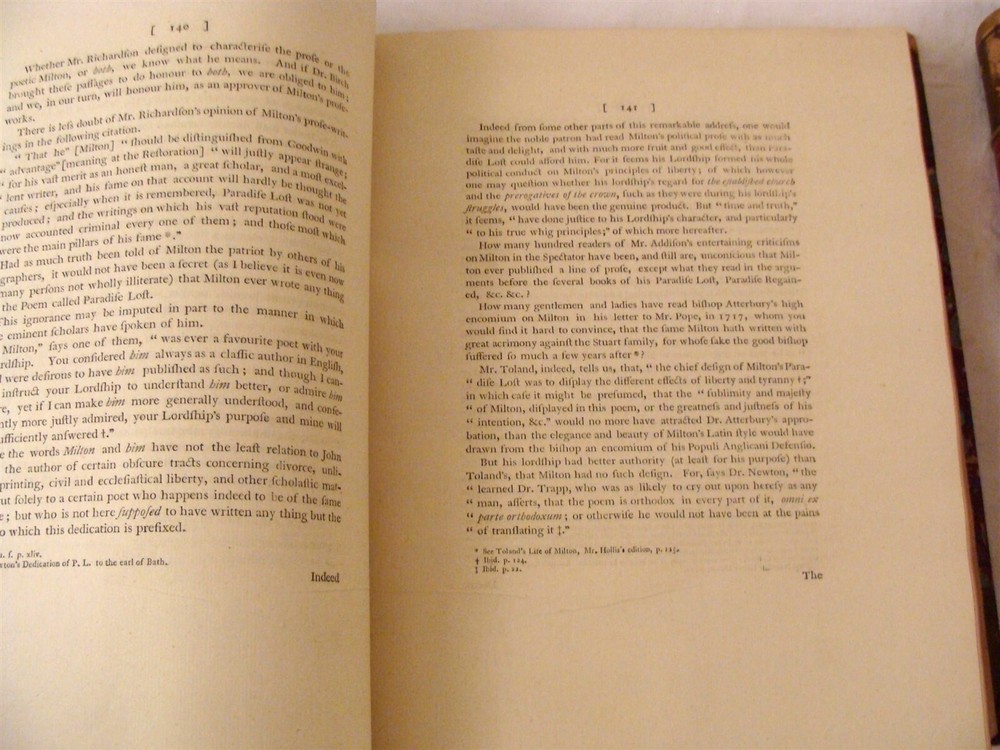 [ 140 ]
Whether Mr. Richardſon deſigned to characteriſe the proſe or the
poetic Milton, or both, we know what he means. And if Dr. Birch
brought theſe paſſages to do honour to both, we are obliged to him;
and we, in our turn, will honour him, as an approver of Milton's proſe-
works.
There is leſs doubt of Mr. Richardſon's opinion of Milton's proſe-writ-
ings in the following citation.
“ That he” [Milton] “ ſhould be diſtinguiſhed from Goodwin with
“ advantage” [meaning at the Reſtoration] “ will juſtly appear ſtrange;
“ for his vaſt merit as an honeſt man, a great ſcholar, and a moſt excel-
“ lent writer, and his fame on that account will hardly be thought the
cauſes; eſpecially when it is remembered, Paradiſe Loſt was not yet
produced; and the writings on which his vaſt reputation ſtood were
now accounted criminal every one of them; and thoſe moſt which
were the main pillars of his fame *.”
Had as much truth been told of Milton the patriot by others of his
graphers, it would not have been a ſecret (as I believe it is even now
many perſons not wholly illiterate) that Milton ever wrote any thing
the Poem called Paradiſe Loſt.
This ignorance may be imputed in part to the manner in which
eminent ſcholars have ſpoken of him.
Milton,” ſays one of them, “ was ever a favourite poet with your
rdſhip. You conſidered him always as a claſſic author in Engliſh,
were deſirous to have him publiſhed as ſuch; and though I can-
inſtruct your Lordſhip to underſtand him better, or admire him
re, yet if I can make him more generally underſtood, and conſe-
ntly more juſtly admired, your Lordſhip's purpoſe and mine will
ufficiently anſwered †.”
e the words Milton and him have not the leaſt relation to John
the author of certain obſcure tracts concerning divorce, unli-
printing, civil and eccleſiaſtical liberty, and other ſcholaſtic mat-
ut ſolely to a certain poet who happens indeed to be of the ſame
e; but who is not here ſuppoſed to have written any thing but the
o which this dedication is prefixed.
ſ. p. xliv.
wton's Dedication of P. L. to the earl of Bath.
Indeed
[ 141 ]
Indeed from ſome other parts of this remarkable addreſs, one would
imagine the noble patron had read Milton's political proſe with as much
taſte and delight, and with much more fruit and good effect, than Para-
diſe Loſt could afford him. For it ſeems his Lordſhip formed his whole
political conduct on Milton's principles of liberty; of which however
one may queſtion whether his lordſhip's regard for the eſtabliſhed church
and the prerogatives of the crown, ſuch as they were during his lordſhip's
ſtruggles, would have been the genuine product. But “ time and truth,”
it ſeems, “ have done juſtice to his Lordſhip's character, and particularly
“ to his true whig principles;” of which more hereafter.
How many hundred readers of Mr. Addiſon's entertaining criticiſms
on Milton in the Spectator have been, and ſtill are, unconſcious that Mil-
ton ever publiſhed a line of proſe, except what they read in the argu-
ments before the ſeveral books of his Paradiſe Loſt, Paradiſe Regain-
ed, &c. &c.?
How many gentlemen and ladies have read biſhop Atterbury's high
encomium on Milton in his letter to Mr. Pope, in 1717, whom you
would find it hard to convince, that the ſame Milton hath written with
great acrimony againſt the Stuart family, for whoſe ſake the good biſhop
ſuffered ſo much a few years after *?
Mr. Toland, indeed, tells us, that, “ the chief deſign of Milton's Para-
“ diſe Loſt was to diſplay the different effects of liberty and tyranny †;”
in which caſe it might be preſumed, that the “ ſublimity and majeſty
“ of Milton, diſplayed in this poem, or the greatneſs and juſtneſs of his
“ intention, &c.” would no more have attracted Dr. Atterbury's appro-
bation, than the elegance and beauty of Milton's Latin ſtyle would have
drawn from the biſhop an encomium of his Populi Anglicani Defenſio.
But his lordſhip had better authority (at leaſt for his purpoſe) than
Toland's, that Milton had no ſuch deſign. For, ſays Dr. Newton, “ the
“ learned Dr. Trapp, who was as likely to cry out upon hereſy as any
“ man, aſſerts, that the poem is orthodox in every part of it, omni ex
“ parte orthodoxum; or otherwiſe he would not have been at the pains
“ of tranſlating it ‡.”
* See Toland's Life of Milton, Mr. Hollis's edition, p. 125.
† Ibid. p. 124.
‡ Ibid. p. 22.
The